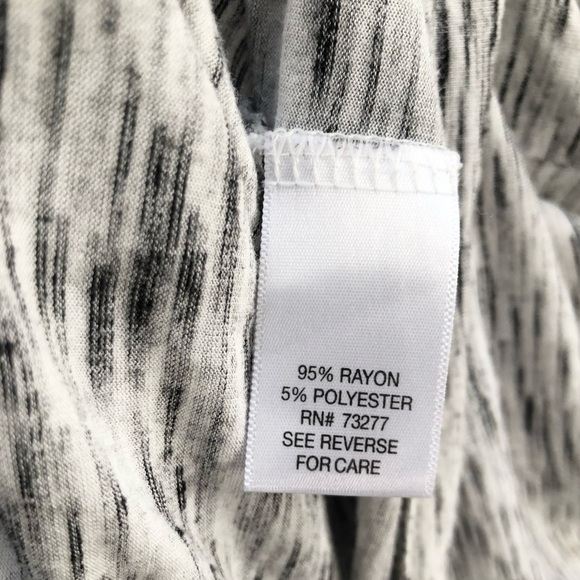 95% RAYON
5% POLYESTER
RN# 73277
SEE REVERSE
FOR CARE